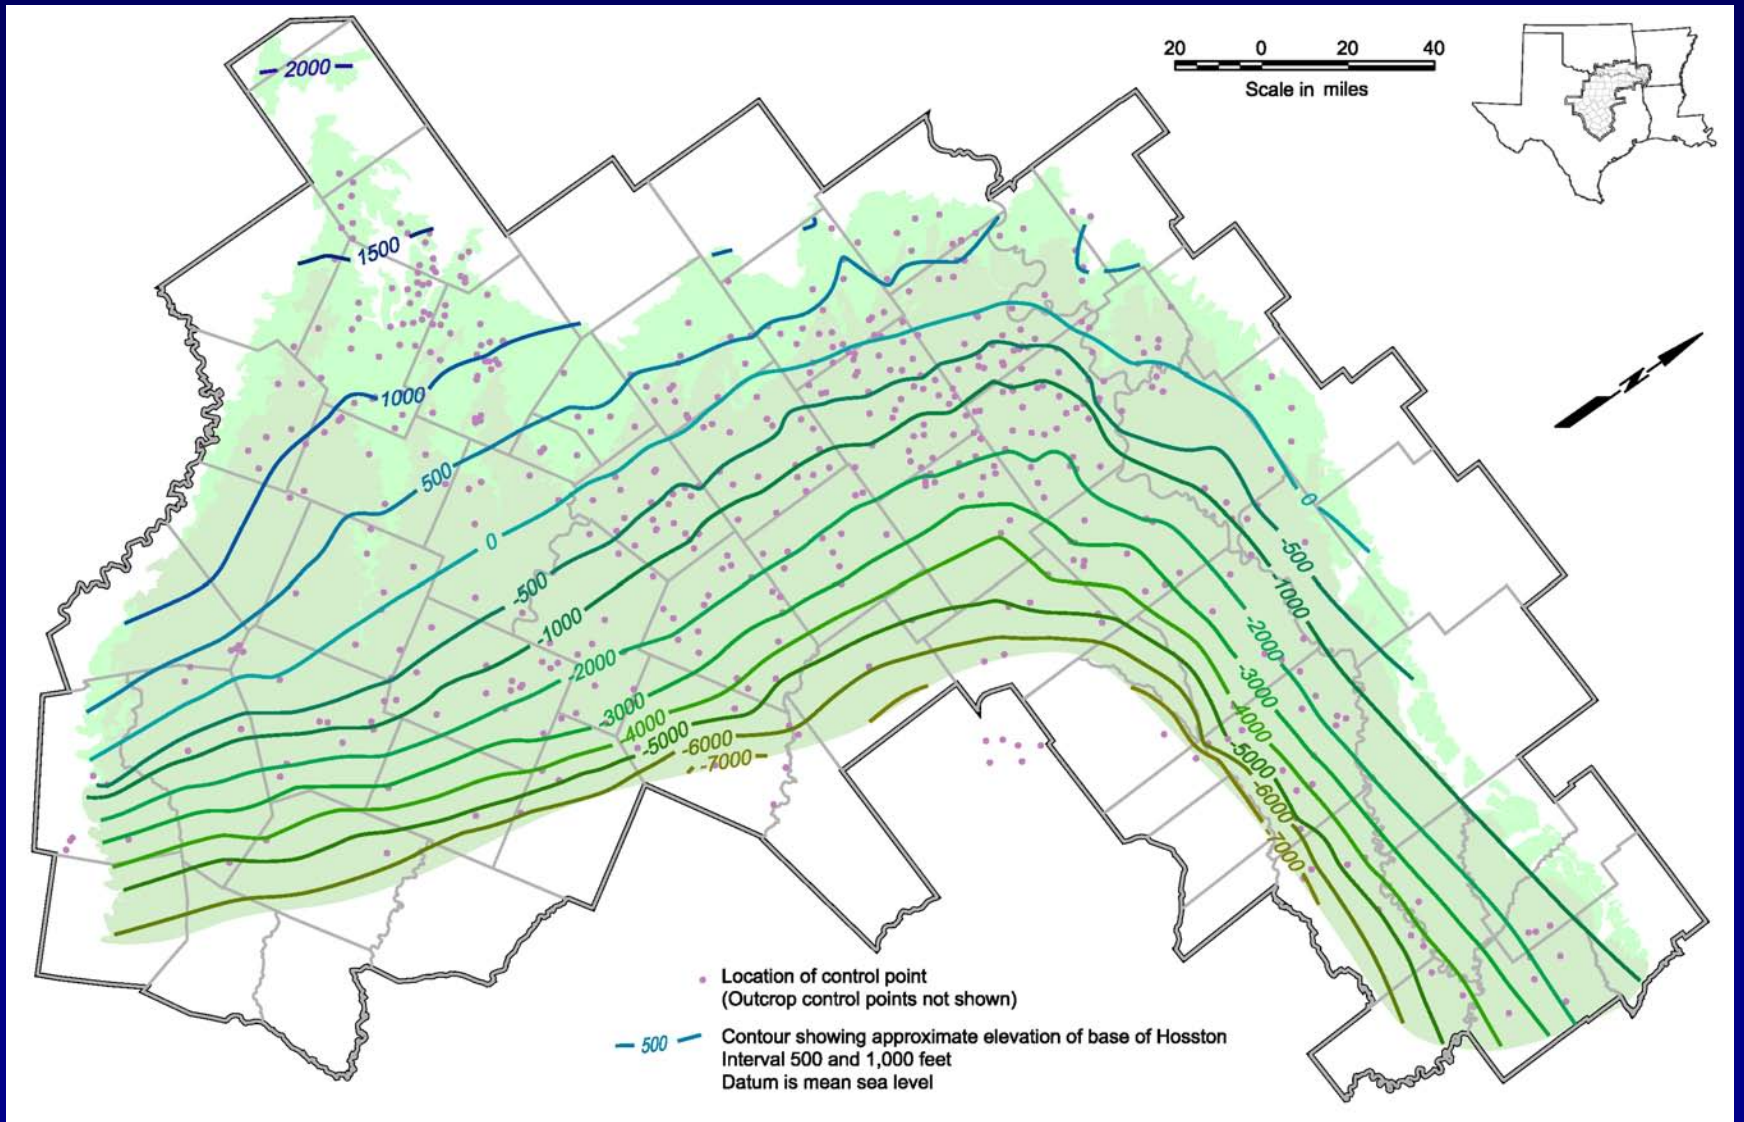 20 0 20 40
Scale in miles
2000
1500
1000
500
0
-500
-1000
-2000
-3000
-4000
-5000
-6000
-7000
N
0
-500
-1000
-2000
-3000
-4000
-5000
-6000
-7000
Location of control point
(Outcrop control points not shown)
500
Contour showing approximate elevation of base of Hosston
Interval 500 and 1,000 feet
Datum is mean sea level